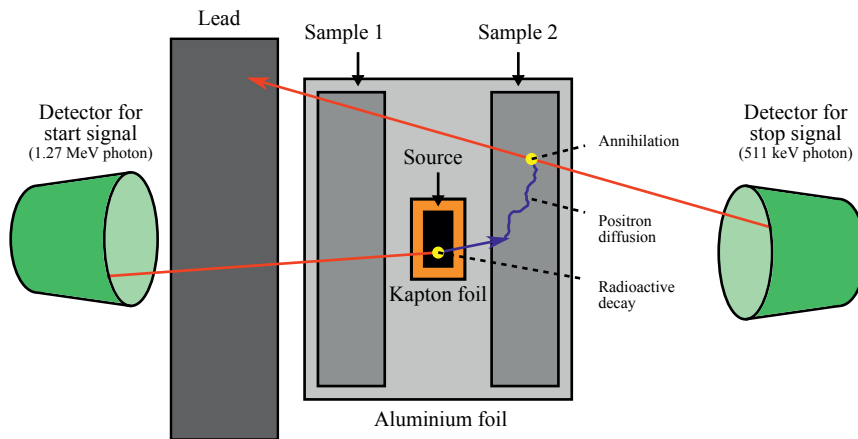 Lead
Sample 1
Sample 2
Detector for
start signal
(1.27 MeV photon)
Detector for
stop signal
(511 keV photon)
Annihilation
Source
Positron
diffusion
Kapton foil
Radioactive
decay
Aluminium foil